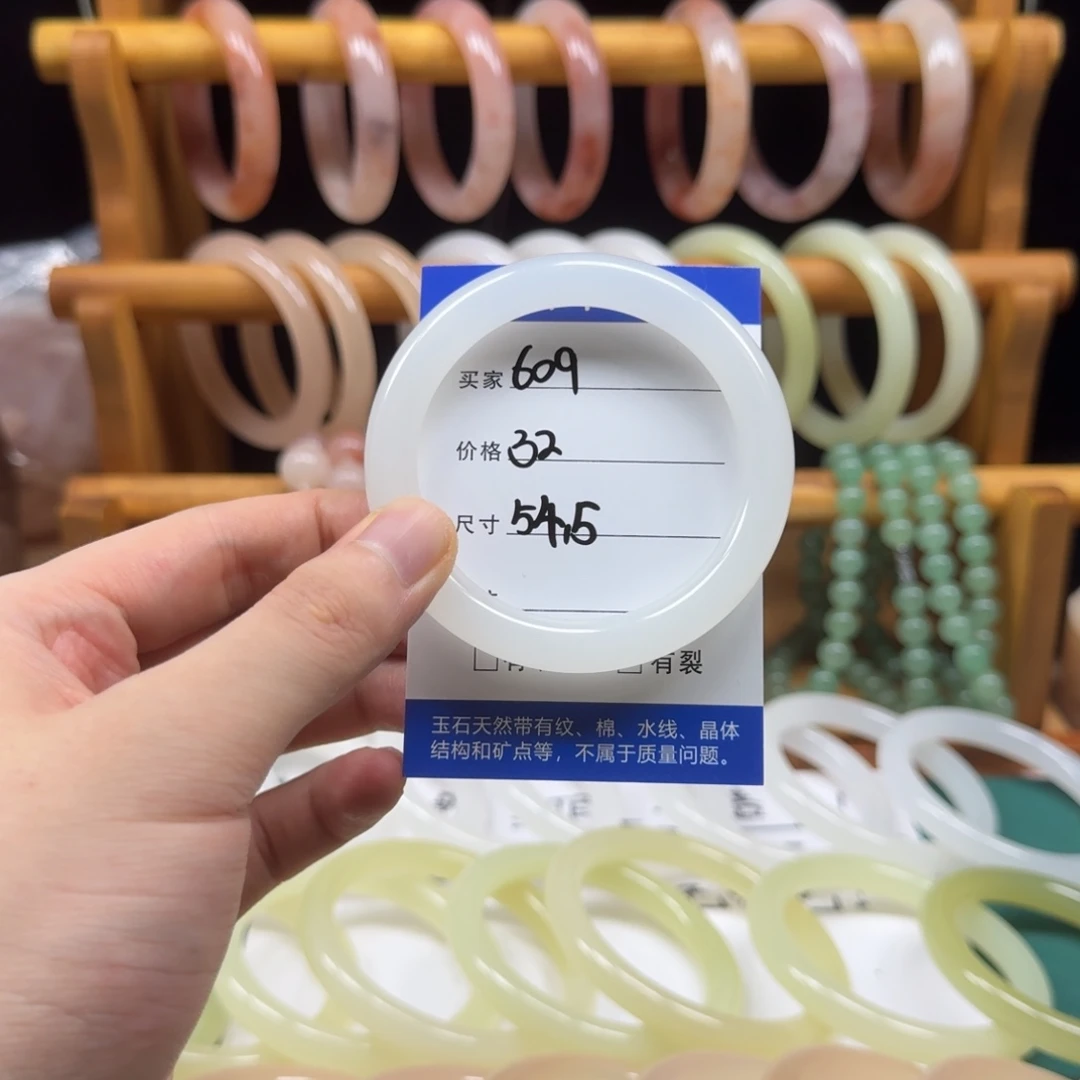 买家 609
价格 32
尺寸 54.5
有裂
玉石天然带有纹、棉、水线、晶体
结构和矿点等，不属于质量问题。